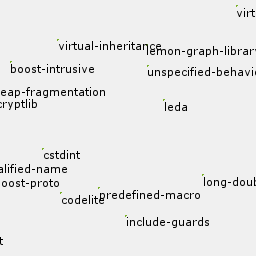 virt
virtual-inheritance
lemon-graph-library
boost-intrusive
unspecified-behavio
eap-fragmentation
cryptlib
leda
cstdint
alified-name
oost-proto
long-doub
predefined-macro
codelite
include-guards
t